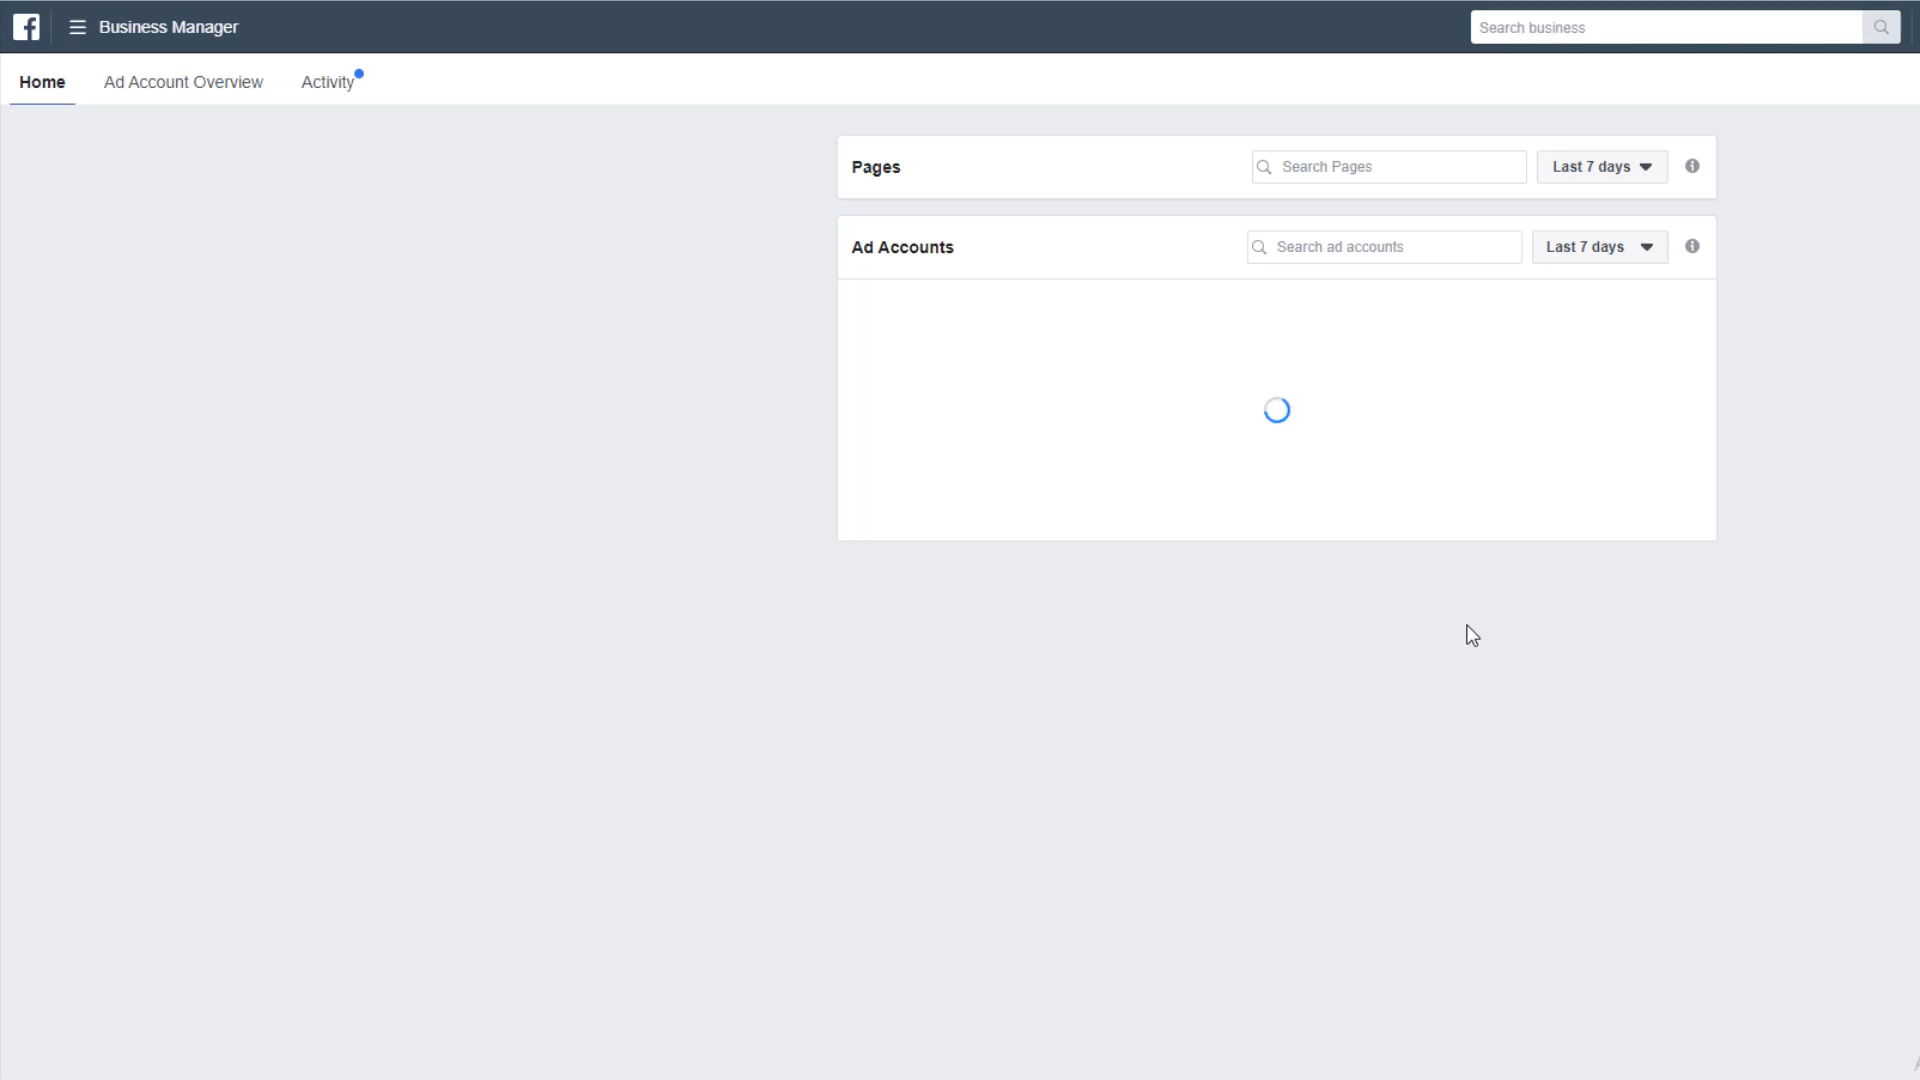 Business Manager
Search business
Home Ad Account Overview Activity
Pages Search Pages Last 7 days
Ad Accounts Search ad accounts Last 7 days